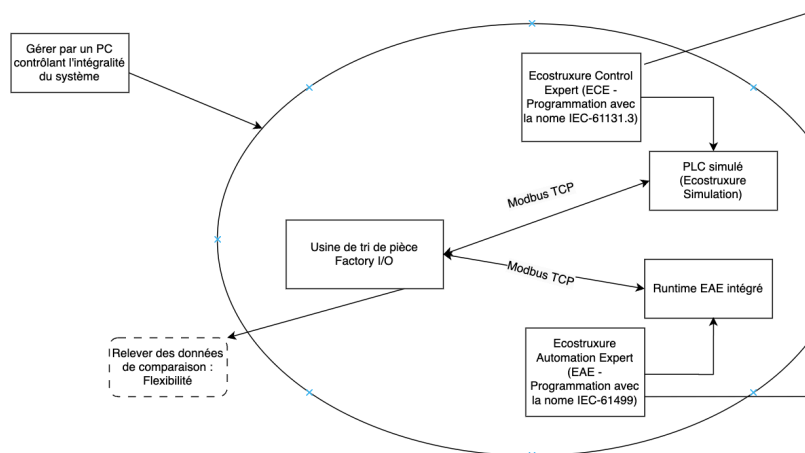 Gérer par un PC
contrôlant l'intégralité
du système
Ecostruxure Control
Expert (ECE -
Programmation avec
la nome IEC-61131.3)
PLC simulé
(Ecostruxure
Simulation)
Modbus TCP
Usine de tri de pièce
Factory I/O
Modbus TCP
Runtime EAE intégré
Relever des données
de comparaison :
Flexibilité
Ecostruxure
Automation Expert
(EAE -
Programmation avec
la nome IEC-61499)